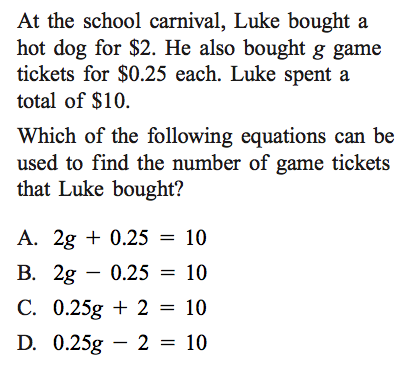 At the school carnival, Luke bought a
hot dog for $2. He also bought g game
tickets for $0.25 each. Luke spent a
total of $10.
Which of the following equations can be
used to find the number of game tickets
that Luke bought?
A. 2g + 0.25 = 10
B. 2g − 0.25 = 10
C. 0.25g + 2 = 10
D. 0.25g − 2 = 10